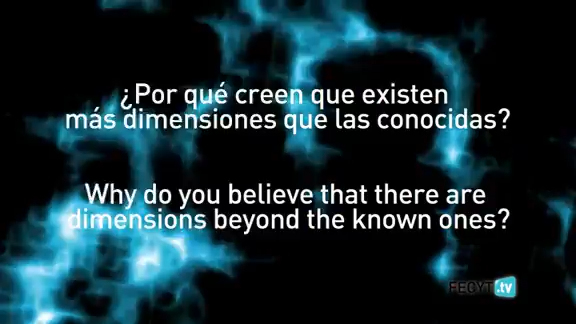 ¿Por qué creen que existen
más dimensiones que las conocidas?
Why do you believe that there are
dimensions beyond the known ones?
FECYT.tv